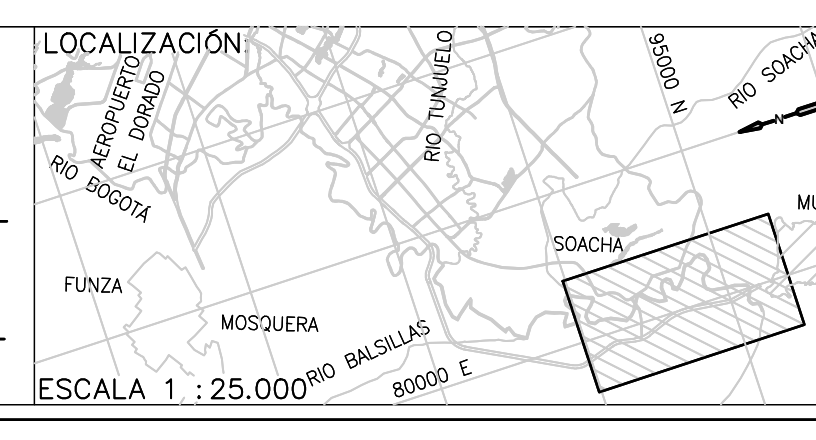 LOCALIZACIÓN:
AEROPUERTO
EL DORADO
RIO BOGOTÁ
RIO TUNJUELO
95000 N
RIO SOACHA
N
SOACHA
FUNZA
MOSQUERA
RIO BALSILLAS
80000 E
ESCALA 1 : 25.000